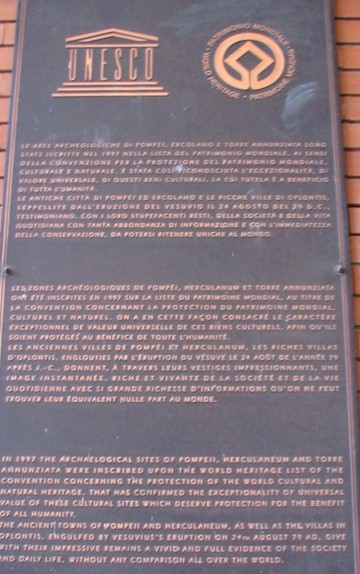 UNESCO
PATRIMONIO MONDIALE • WORLD HERITAGE • PATRIMOINE MONDIAL •
LE AREE ARCHEOLOGICHE DI POMPEI, ERCOLANO E TORRE ANNUNZIATA SONO
STATE ISCRITTE NEL 1997 NELLA LISTA DEL PATRIMONIO MONDIALE, AI SENSI
DELLA CONVENZIONE PER LA PROTEZIONE DEL PATRIMONIO MONDIALE,
CULTURALE E NATURALE. È STATA COSÌ RICONOSCIUTA L'ECCEZIONALITÀ, DI
VALORE UNIVERSALE, DI QUESTI BENI CULTURALI, LA CUI TUTELA È A BENEFICIO
DI TUTTA L'UMANITÀ.
LE ANTICHE CITTÀ DI POMPEI ED ERCOLANO E LE RICCHE VILLE DI OPLONTIS,
SEPPELLITE DALL'ERUZIONE DEL VESUVIO IL 24 AGOSTO DEL 79 D.C.,
TESTIMONIANO, CON I LORO STUPEFACENTI RESTI, DELLA SOCIETÀ E DELLA VITA
QUOTIDIANA CON TANTA ABBONDANZA DI INFORMAZIONE E CON L'IMMEDIATEZZA
DELLA CONSERVAZIONE, DA POTERSI RITENERE UNICHE AL MONDO.
LES ZONES ARCHÉOLOGIQUES DE POMPÉI, HERCULANUM ET TORRE ANNUNZIATA
ONT ÉTÉ INSCRITES EN 1997 SUR LA LISTE DU PATRIMOINE MONDIAL, AU TITRE DE
LA CONVENTION CONCERNANT LA PROTECTION DU PATRIMOINE MONDIAL,
CULTUREL ET NATUREL. ON A EN CETTE FAÇON CONSACRÉ LE CARACTÈRE
EXCEPTIONNEL DE VALEUR UNIVERSELLE DE CES BIENS CULTURELS, AFIN QU'ILS
SOIENT PROTÉGÉS AU BÉNÉFICE DE TOUTE L'HUMANITÉ.
LES ANCIENNES VILLES DE POMPÉI ET HERCULANUM, LES RICHES VILLAS
D'OPLONTIS, ENGLOUTIES PAR L'ÉRUPTION DU VÉSUVE LE 24 AOÛT DE L'ANNÉE 79
APRÈS J.-C., DONNENT, À TRAVERS LEURS VESTIGES IMPRESSIONNANTS, UNE
IMAGE INSTANTANÉE, RICHE ET VIVANTE DE LA SOCIÉTÉ ET DE LA VIE
QUOTIDIENNE AVEC SI GRANDE RICHESSE D'INFORMATIONS QU'ON NE PEUT
TROUVER LEUR ÉQUIVALENT NULLE PART AU MONDE.
IN 1997 THE ARCHAELOGICAL SITES OF POMPEII, HERCULANEUM AND TORRE
ANNUNZIATA WERE INSCRIBED UPON THE WORLD HERITAGE LIST OF THE
CONVENTION CONCERNING THE PROTECTION OF THE WORLD CULTURAL AND
NATURAL HERITAGE. THAT HAS CONFIRMED THE EXCEPTIONALITY OF UNIVERSAL
VALUE OF THESE CULTURAL SITES WHICH DESERVE PROTECTION FOR THE BENEFIT
OF ALL HUMANITY.
THE ANCIENT TOWNS OF POMPEII AND HERCULANEUM, AS WELL AS THE VILLAS IN
OPLONTIS, ENGULFED BY VESUVIUS'S ERUPTION ON 24TH AUGUST 79 AD, GIVE
WITH THEIR IMPRESSIVE REMAINS A VIVID AND FULL EVIDENCE OF THE SOCIETY
AND DAILY LIFE, WITHOUT ANY COMPARISON ALL OVER THE WORLD.